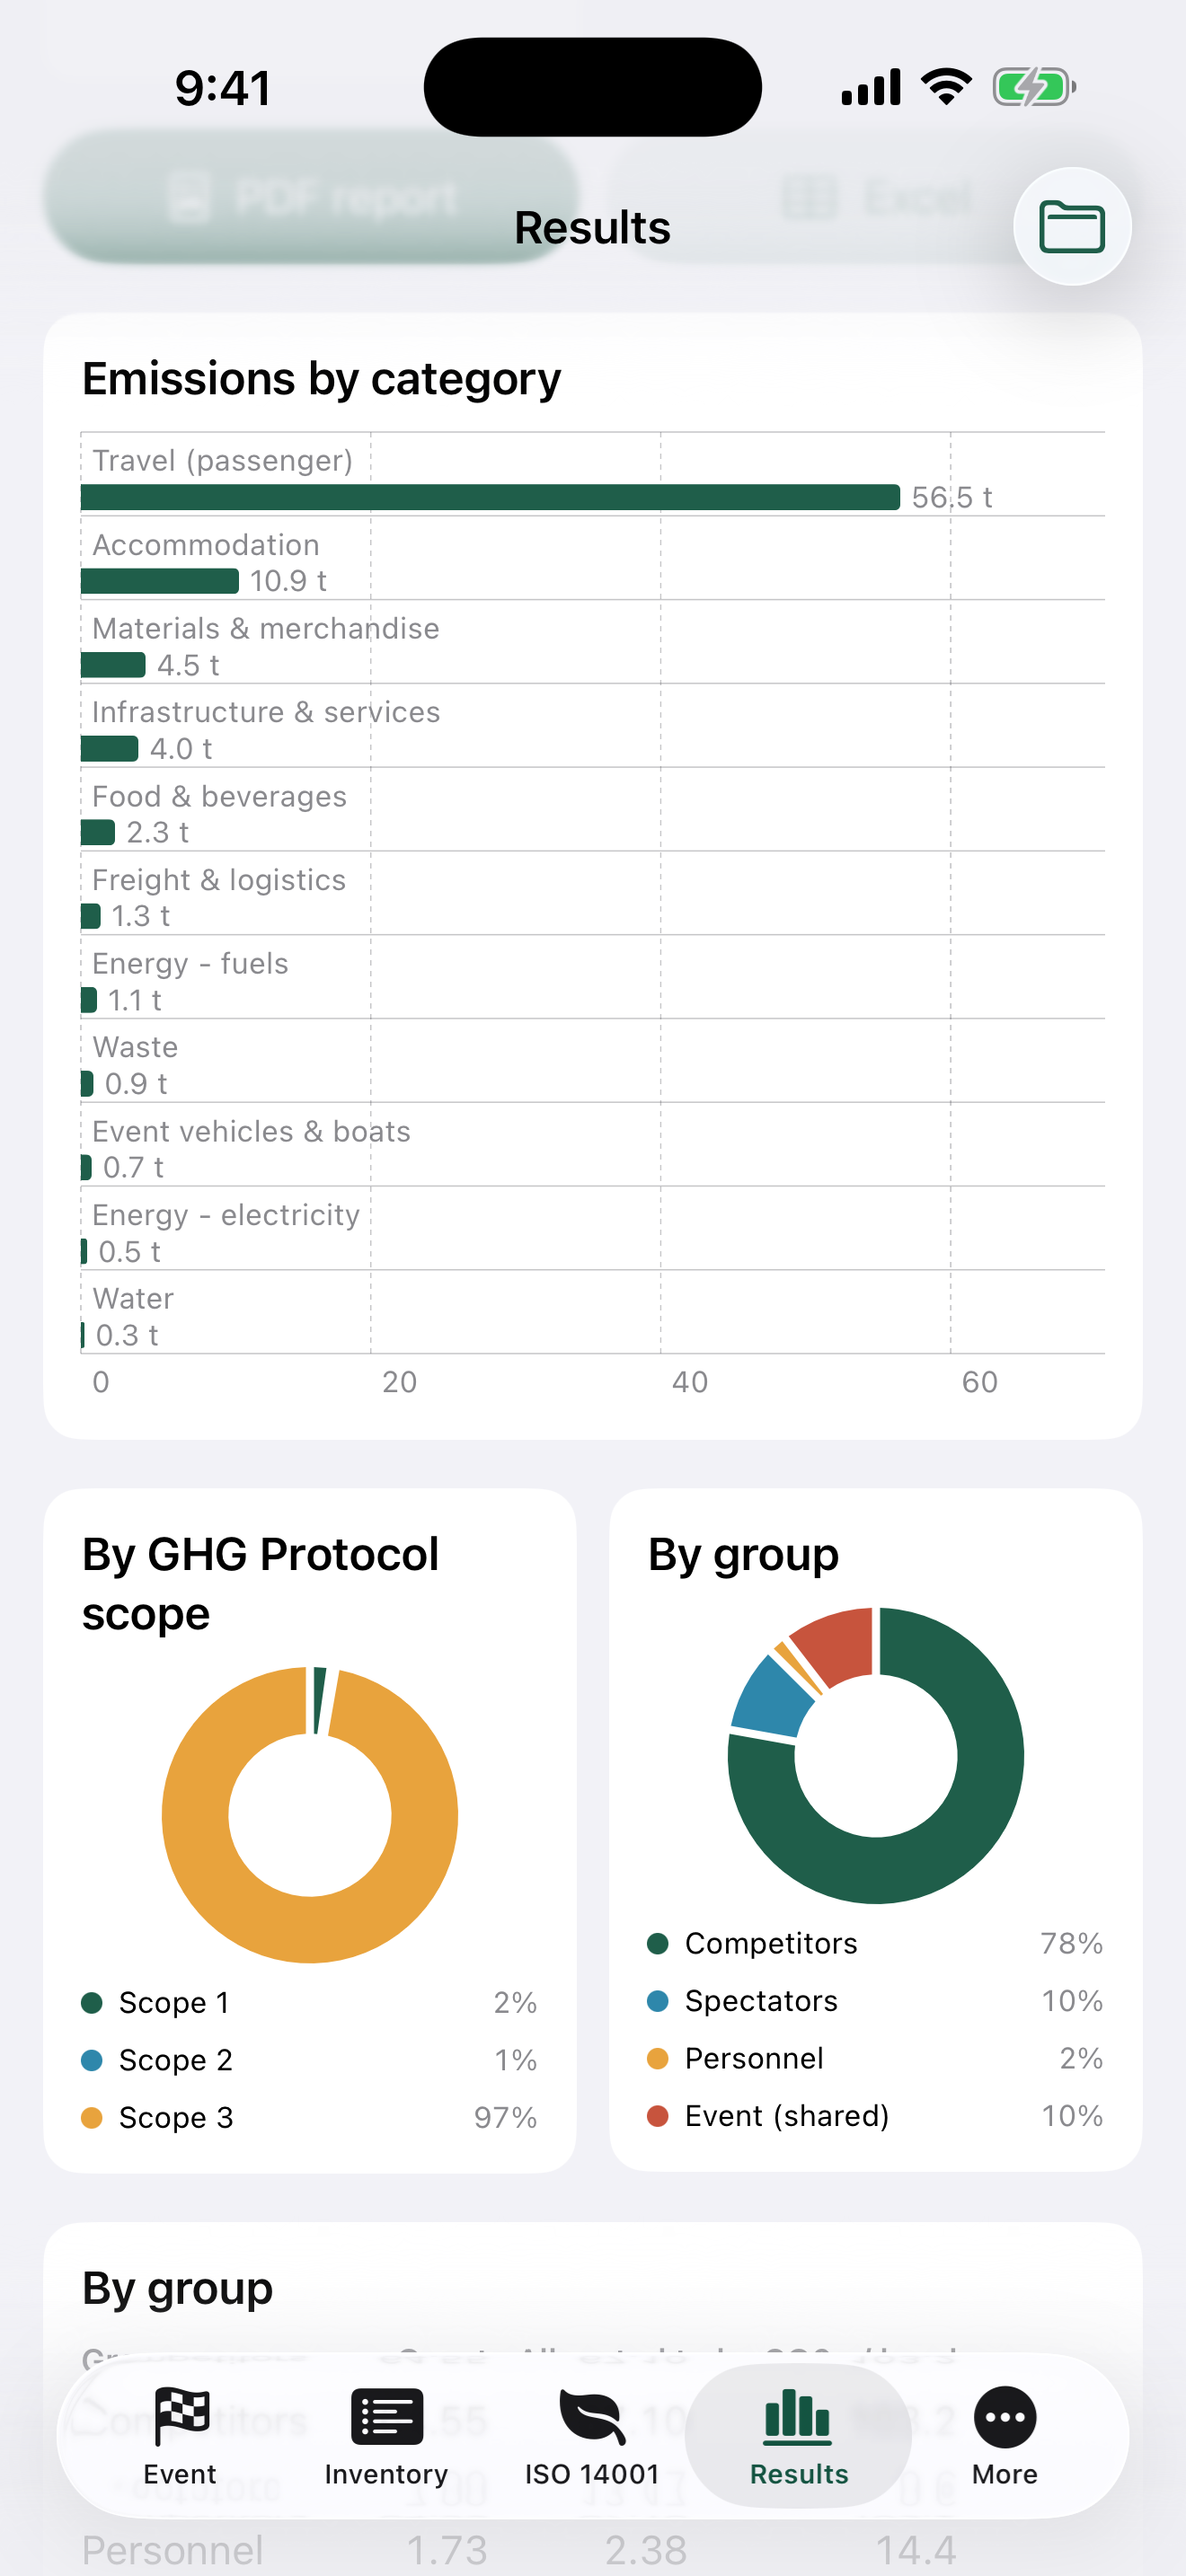 9:41
PDF report
Excel
Results
Emissions by category
Travel (passenger)
56.5 t
Accommodation
10.9 t
Materials & merchandise
4.5 t
Infrastructure & services
4.0 t
Food & beverages
2.3 t
Freight & logistics
1.3 t
Energy - fuels
1.1 t
Waste
0.9 t
Event vehicles & boats
0.7 t
Energy - electricity
0.5 t
Water
0.3 t
0 20 40 60
By GHG Protocol
scope
Scope 1 2%
Scope 2 1%
Scope 3 97%
By group
Competitors 78%
Spectators 10%
Personnel 2%
Event (shared) 10%
By group
Competitors
Event Inventory ISO 14001 Results More
Personnel 1.73 2.38 14.4